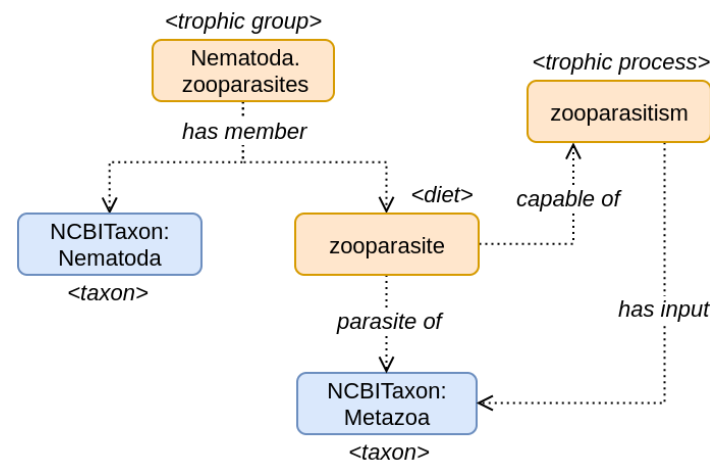 <trophic group>
Nematoda.
zooparasites
<trophic process>
zooparasitism
has member
capable of
<diet>
NCBITaxon:
Nematoda
<taxon>
zooparasite
parasite of
has input
NCBITaxon:
Metazoa
<taxon>